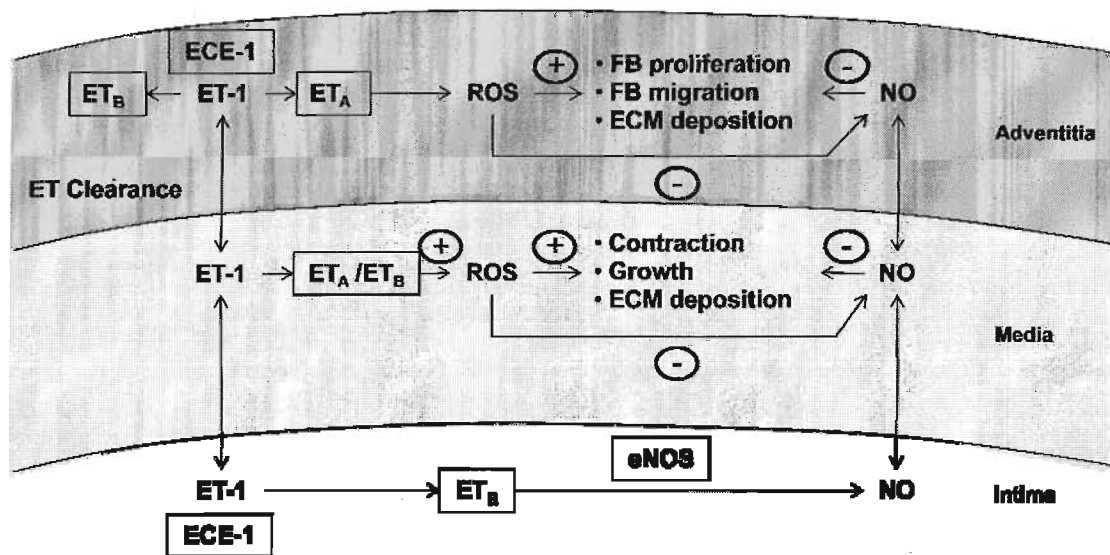 ECE-1
ET_B ET-1 ET_A ROS + • FB proliferation - NO
• FB migration
• ECM deposition
Adventitia
ET Clearance
-
ET-1 ET_A /ET_B + ROS + • Contraction - NO
• Growth
• ECM deposition
Media
-
eNOS
ET-1 ET_B NO Intima
ECE-1